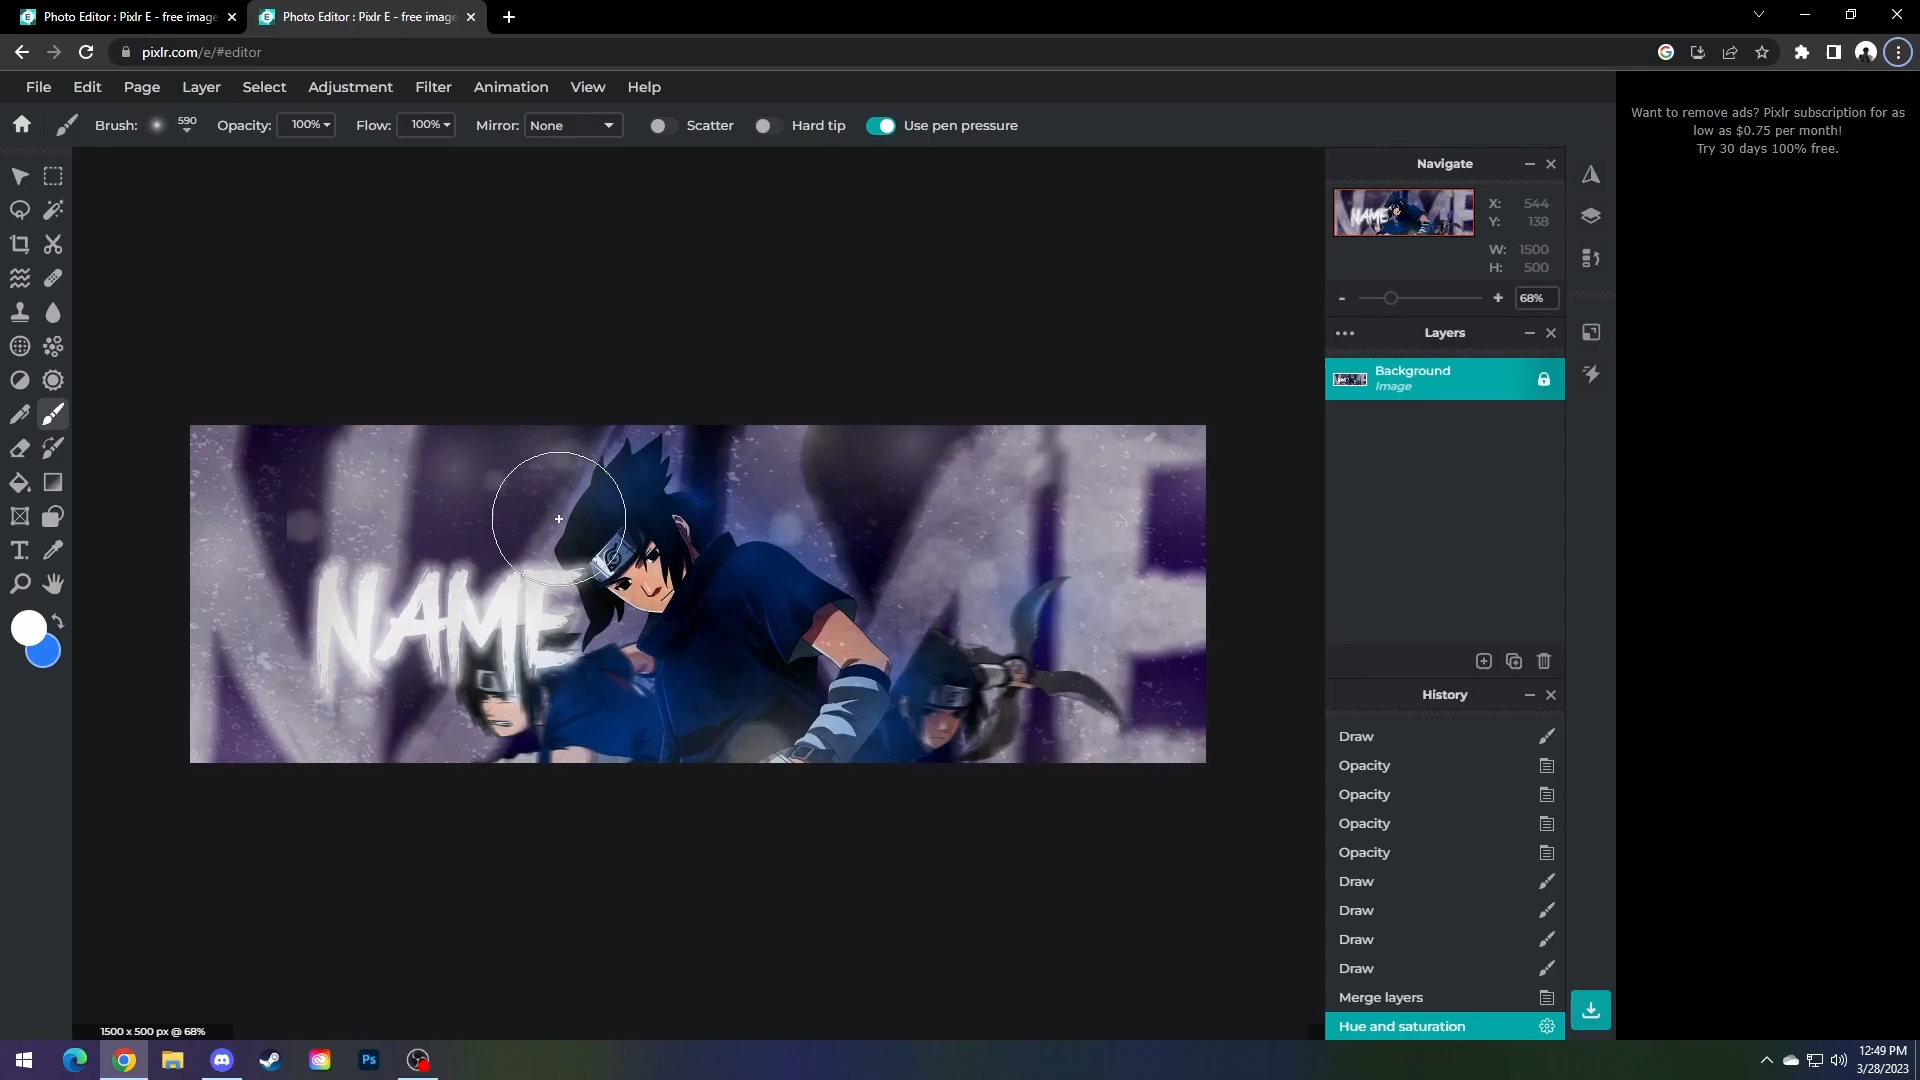 Photo Editor : Pixlr E - free image
Photo Editor : Pixlr E - free image
pixlr.com/e/#editor
File Edit Page Layer Select Adjustment Filter Animation View Help
Brush: 590 Opacity: 100% Flow: 100% Mirror: None Scatter Hard tip Use pen pressure
Want to remove ads? Pixlr subscription for as
low as $0.75 per month!
Try 30 days 100% free.
Navigate
X: 544
Y: 138
W: 1500
H: 500
- + 68%
Layers
Background
Image
NAME
History
Draw
Opacity
Opacity
Opacity
Opacity
Draw
Draw
Draw
Draw
Merge layers
Hue and saturation
1500 x 500 px @ 68%
Ps
12:49 PM
3/28/2023